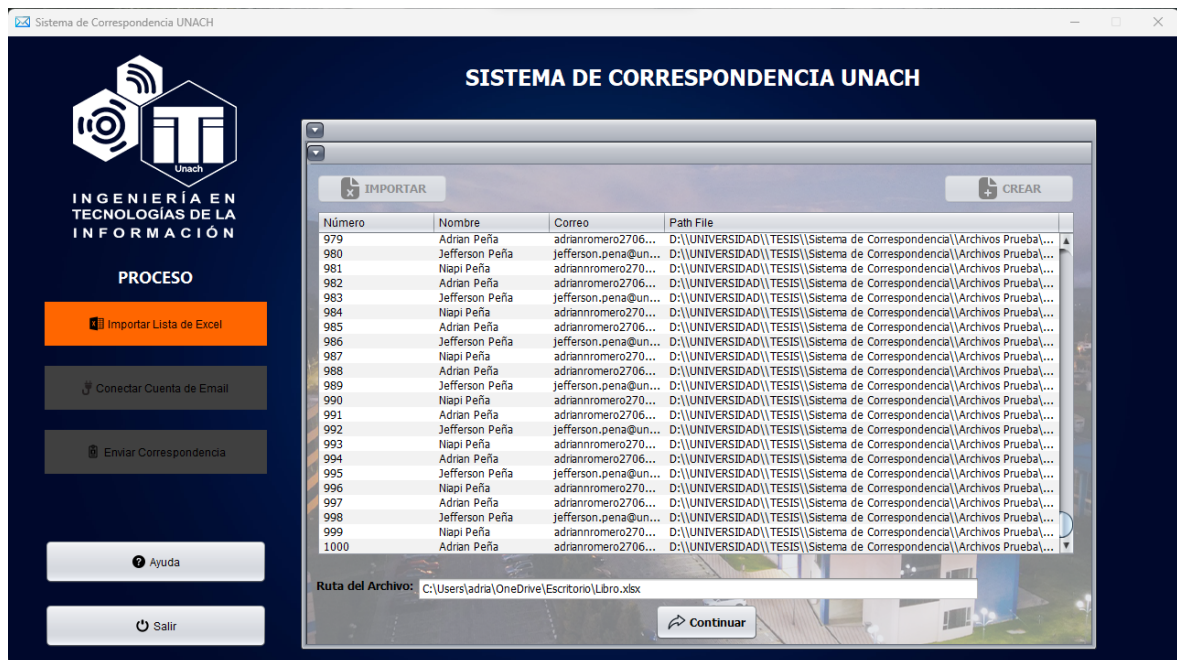 Sistema de Correspondencia UNACH
SISTEMA DE CORRESPONDENCIA UNACH
Unach
INGENIERÍA EN
TECNOLOGÍAS DE LA
INFORMACIÓN
PROCESO
Importar Lista de Excel
Conectar Cuenta de Email
Enviar Correspondencia
Ayuda
Salir
IMPORTAR CREAR
Número Nombre Correo Path File
979 Adrian Peña adrianromero2706... D:\\UNIVERSIDAD\\TESIS\\Sistema de Correspondencia\\Archivos Prueba\...
980 Jefferson Peña jefferson.pena@un... D:\\UNIVERSIDAD\\TESIS\\Sistema de Correspondencia\\Archivos Prueba\...
981 Niapi Peña adriannromero270... D:\\UNIVERSIDAD\\TESIS\\Sistema de Correspondencia\\Archivos Prueba\...
982 Adrian Peña adrianromero2706... D:\\UNIVERSIDAD\\TESIS\\Sistema de Correspondencia\\Archivos Prueba\...
983 Jefferson Peña jefferson.pena@un... D:\\UNIVERSIDAD\\TESIS\\Sistema de Correspondencia\\Archivos Prueba\...
984 Niapi Peña adriannromero270... D:\\UNIVERSIDAD\\TESIS\\Sistema de Correspondencia\\Archivos Prueba\...
985 Adrian Peña adrianromero2706... D:\\UNIVERSIDAD\\TESIS\\Sistema de Correspondencia\\Archivos Prueba\...
986 Jefferson Peña jefferson.pena@un... D:\\UNIVERSIDAD\\TESIS\\Sistema de Correspondencia\\Archivos Prueba\...
987 Niapi Peña adriannromero270... D:\\UNIVERSIDAD\\TESIS\\Sistema de Correspondencia\\Archivos Prueba\...
988 Adrian Peña adrianromero2706... D:\\UNIVERSIDAD\\TESIS\\Sistema de Correspondencia\\Archivos Prueba\...
989 Jefferson Peña jefferson.pena@un... D:\\UNIVERSIDAD\\TESIS\\Sistema de Correspondencia\\Archivos Prueba\...
990 Niapi Peña adriannromero270... D:\\UNIVERSIDAD\\TESIS\\Sistema de Correspondencia\\Archivos Prueba\...
991 Adrian Peña adrianromero2706... D:\\UNIVERSIDAD\\TESIS\\Sistema de Correspondencia\\Archivos Prueba\...
992 Jefferson Peña jefferson.pena@un... D:\\UNIVERSIDAD\\TESIS\\Sistema de Correspondencia\\Archivos Prueba\...
993 Niapi Peña adriannromero270... D:\\UNIVERSIDAD\\TESIS\\Sistema de Correspondencia\\Archivos Prueba\...
994 Adrian Peña adrianromero2706... D:\\UNIVERSIDAD\\TESIS\\Sistema de Correspondencia\\Archivos Prueba\...
995 Jefferson Peña jefferson.pena@un... D:\\UNIVERSIDAD\\TESIS\\Sistema de Correspondencia\\Archivos Prueba\...
996 Niapi Peña adriannromero270... D:\\UNIVERSIDAD\\TESIS\\Sistema de Correspondencia\\Archivos Prueba\...
997 Adrian Peña adrianromero2706... D:\\UNIVERSIDAD\\TESIS\\Sistema de Correspondencia\\Archivos Prueba\...
998 Jefferson Peña jefferson.pena@un... D:\\UNIVERSIDAD\\TESIS\\Sistema de Correspondencia\\Archivos Prueba\...
999 Niapi Peña adriannromero270... D:\\UNIVERSIDAD\\TESIS\\Sistema de Correspondencia\\Archivos Prueba\...
1000 Adrian Peña adrianromero2706... D:\\UNIVERSIDAD\\TESIS\\Sistema de Correspondencia\\Archivos Prueba\...
Ruta del Archivo: C:\Users\adria\OneDrive\Escritorio\Libro.xlsx
Continuar